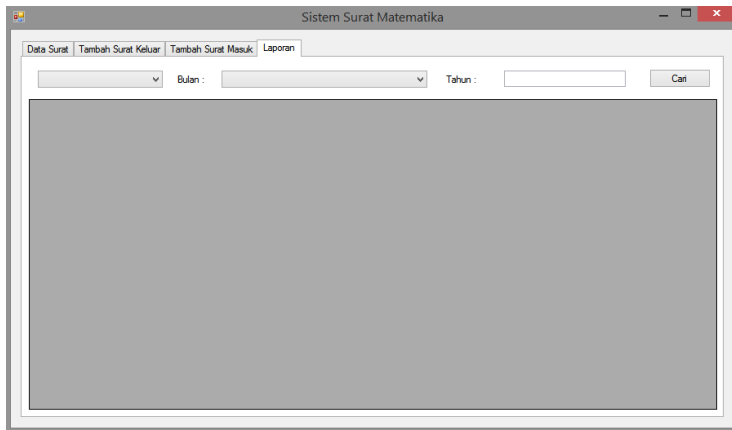 Sistem Surat Matematika
Data Surat Tambah Surat Keluar Tambah Surat Masuk Laporan
Bulan : Tahun : Cari